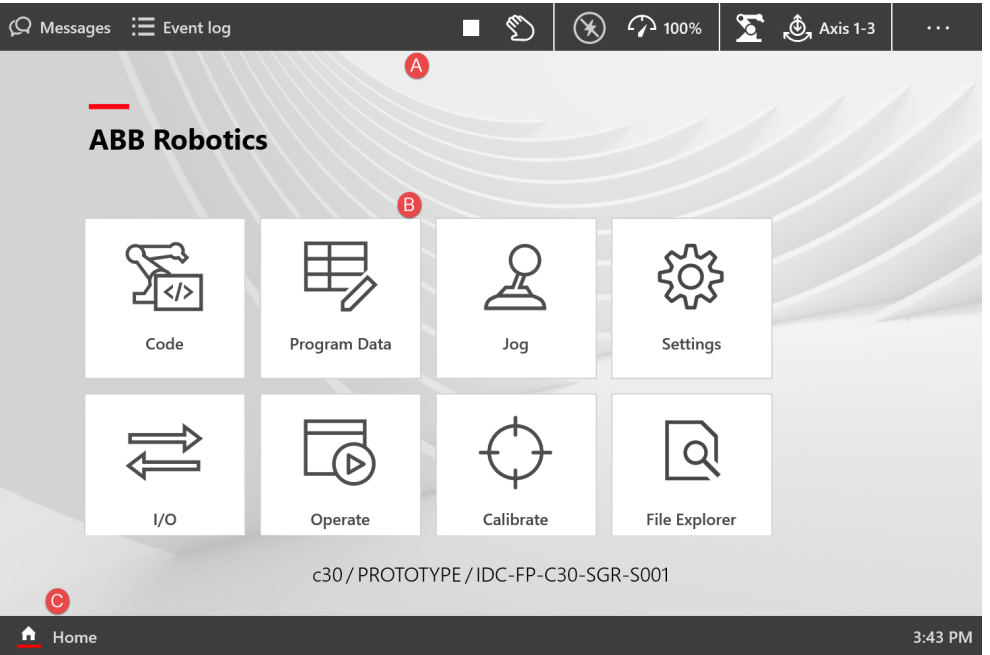 Messages Event log 100% Axis 1-3 ...
A
ABB Robotics
B
</>
Code Program Data Jog Settings
I/O Operate Calibrate File Explorer
c30 / PROTOTYPE / IDC-FP-C30-SGR-S001
C
Home 3:43 PM